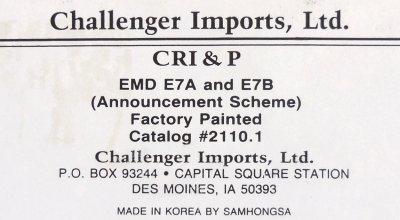 Challenger Imports, Ltd.
CRI & P
EMD E7A and E7B
(Announcement Scheme)
Factory Painted
Catalog #2110.1
Challenger Imports, Ltd.
P.O. BOX 93244 • CAPITAL SQUARE STATION
DES MOINES, IA 50393
MADE IN KOREA BY SAMHONGSA